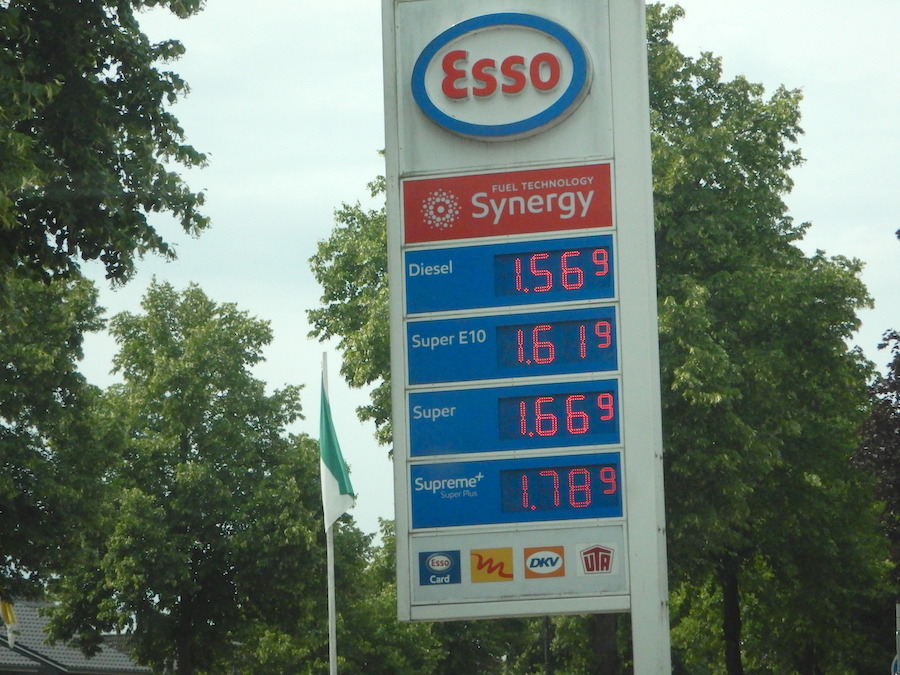 Esso
FUEL TECHNOLOGY
Synergy
Diesel 1.569
Super E10 1.619
Super 1.669
Supreme+ 1.789
Super Plus
Esso
Card
DKV
UTA